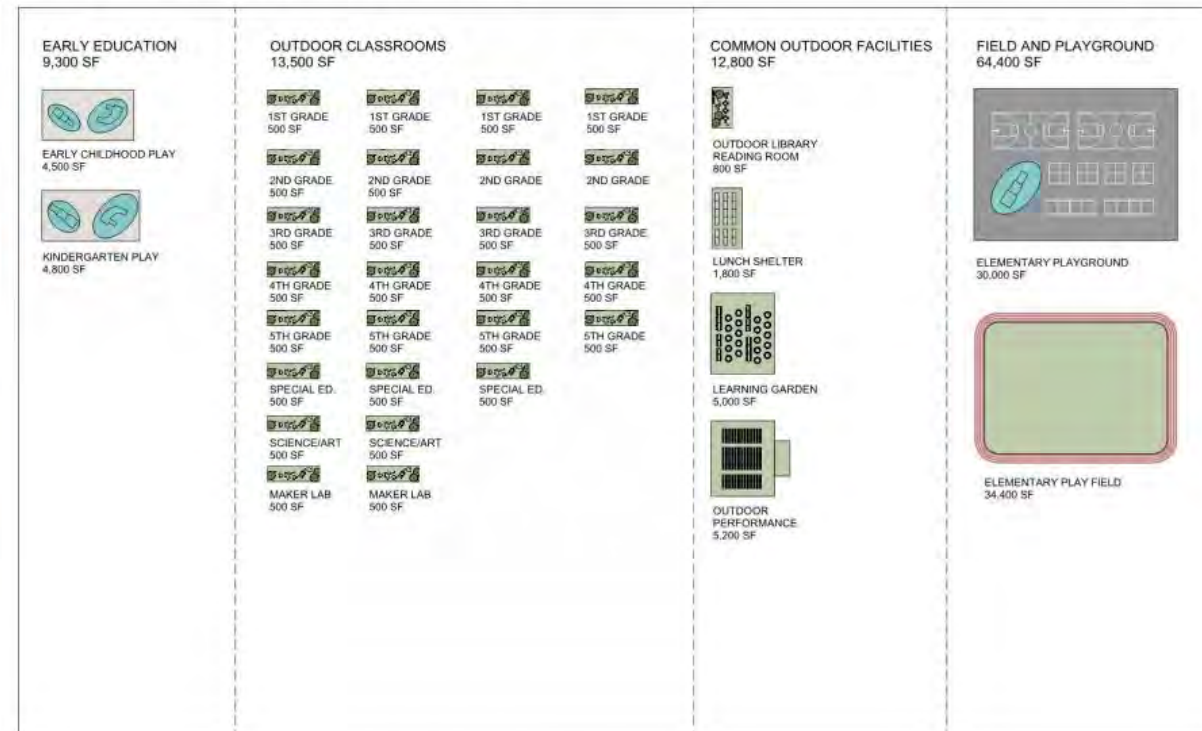 EARLY EDUCATION
9,300 SF
EARLY CHILDHOOD PLAY
4,500 SF
KINDERGARTEN PLAY
4,800 SF
OUTDOOR CLASSROOMS
13,500 SF
1ST GRADE
500 SF
1ST GRADE
500 SF
1ST GRADE
500 SF
1ST GRADE
500 SF
2ND GRADE
500 SF
2ND GRADE
500 SF
2ND GRADE
2ND GRADE
3RD GRADE
500 SF
3RD GRADE
500 SF
3RD GRADE
500 SF
3RD GRADE
500 SF
4TH GRADE
500 SF
4TH GRADE
500 SF
4TH GRADE
500 SF
4TH GRADE
500 SF
5TH GRADE
500 SF
5TH GRADE
500 SF
5TH GRADE
500 SF
5TH GRADE
500 SF
SPECIAL ED.
500 SF
SPECIAL ED.
500 SF
SPECIAL ED.
500 SF
SCIENCE/ART
500 SF
SCIENCE/ART
500 SF
MAKER LAB
500 SF
MAKER LAB
500 SF
COMMON OUTDOOR FACILITIES
12,800 SF
OUTDOOR LIBRARY
READING ROOM
800 SF
LUNCH SHELTER
1,800 SF
LEARNING GARDEN
5,000 SF
OUTDOOR
PERFORMANCE
5,200 SF
FIELD AND PLAYGROUND
64,400 SF
ELEMENTARY PLAYGROUND
30,000 SF
ELEMENTARY PLAY FIELD
34,400 SF